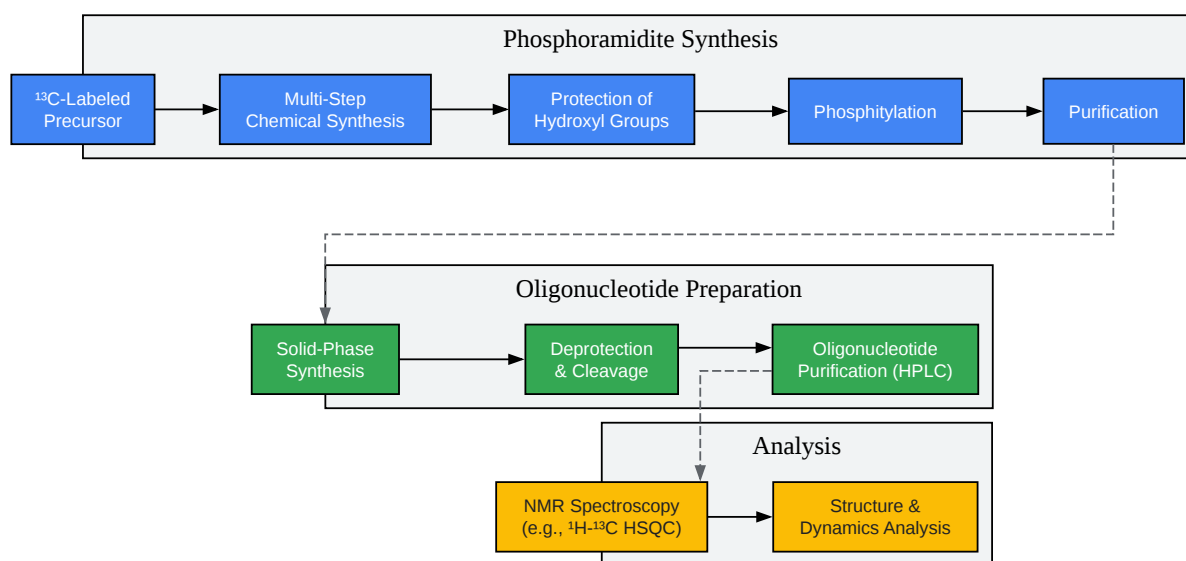 Phosphoramidite Synthesis
¹³C-Labeled
Precursor
Multi-Step
Chemical Synthesis
Protection of
Hydroxyl Groups
Phosphitylation
Purification
Oligonucleotide Preparation
Solid-Phase
Synthesis
Deprotection
& Cleavage
Oligonucleotide
Purification (HPLC)
Analysis
NMR Spectroscopy
(e.g., ¹H-¹³C HSQC)
Structure &
Dynamics Analysis